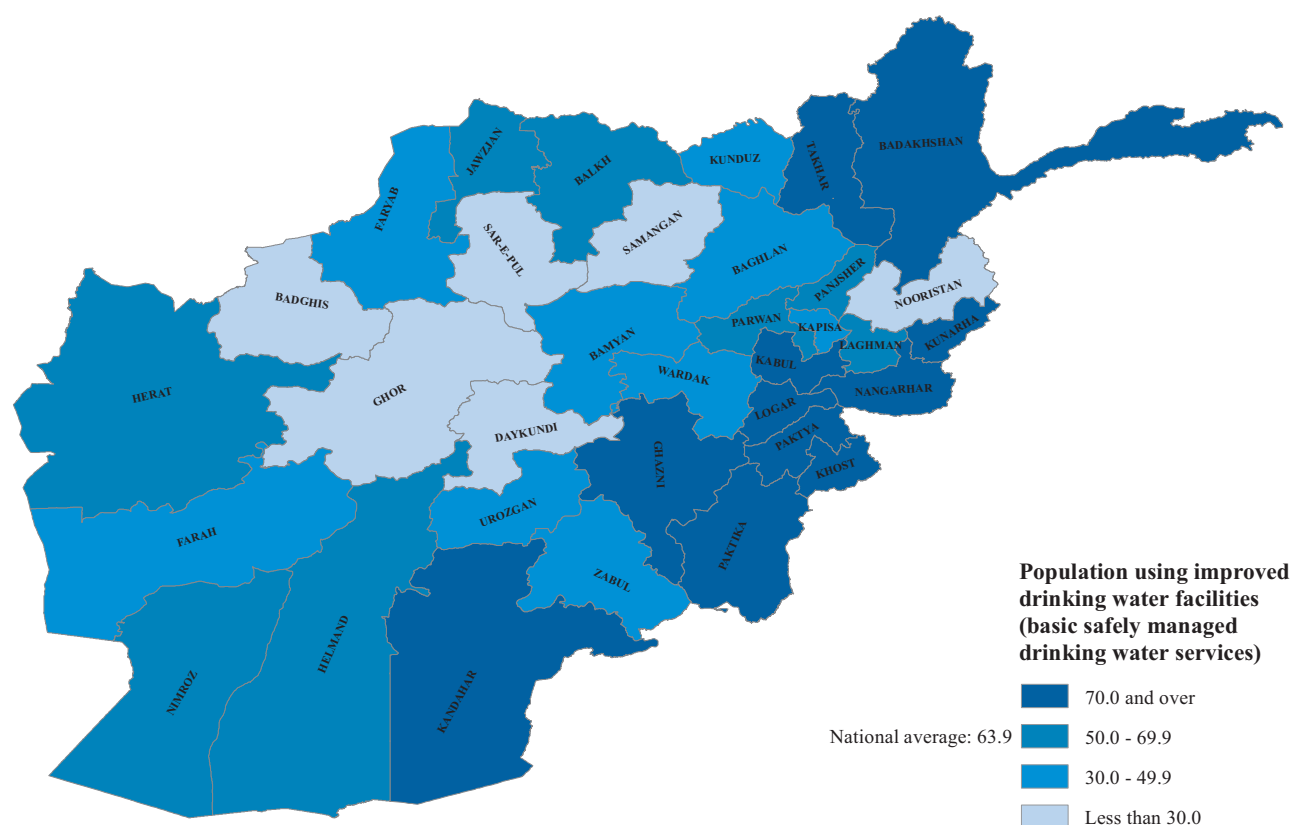 BADAKHSHAN
TAKHAR
KUNDUZ
BALKH
JAWZJAN
FARYAB
SAR-E-PUL
SAMANGAN
BAGHLAN
PANJSHER
NOORISTAN
BADGHIS
PARWAN
KAPISA
LAGHMAN
KUNARHA
BAMYAN
KABUL
WARDAK
NANGARHAR
HERAT
GHOR
LOGAR
DAYKUNDI
PAKTYA
GHAZNI
KHOST
UROZGAN
FARAH
PAKTIKA
ZABUL
HELMAND
NIMROZ
KANDAHAR
Population using improved
drinking water facilities
(basic safely managed
drinking water services)
70.0 and over
National average: 63.9
50.0 - 69.9
30.0 - 49.9
Less than 30.0